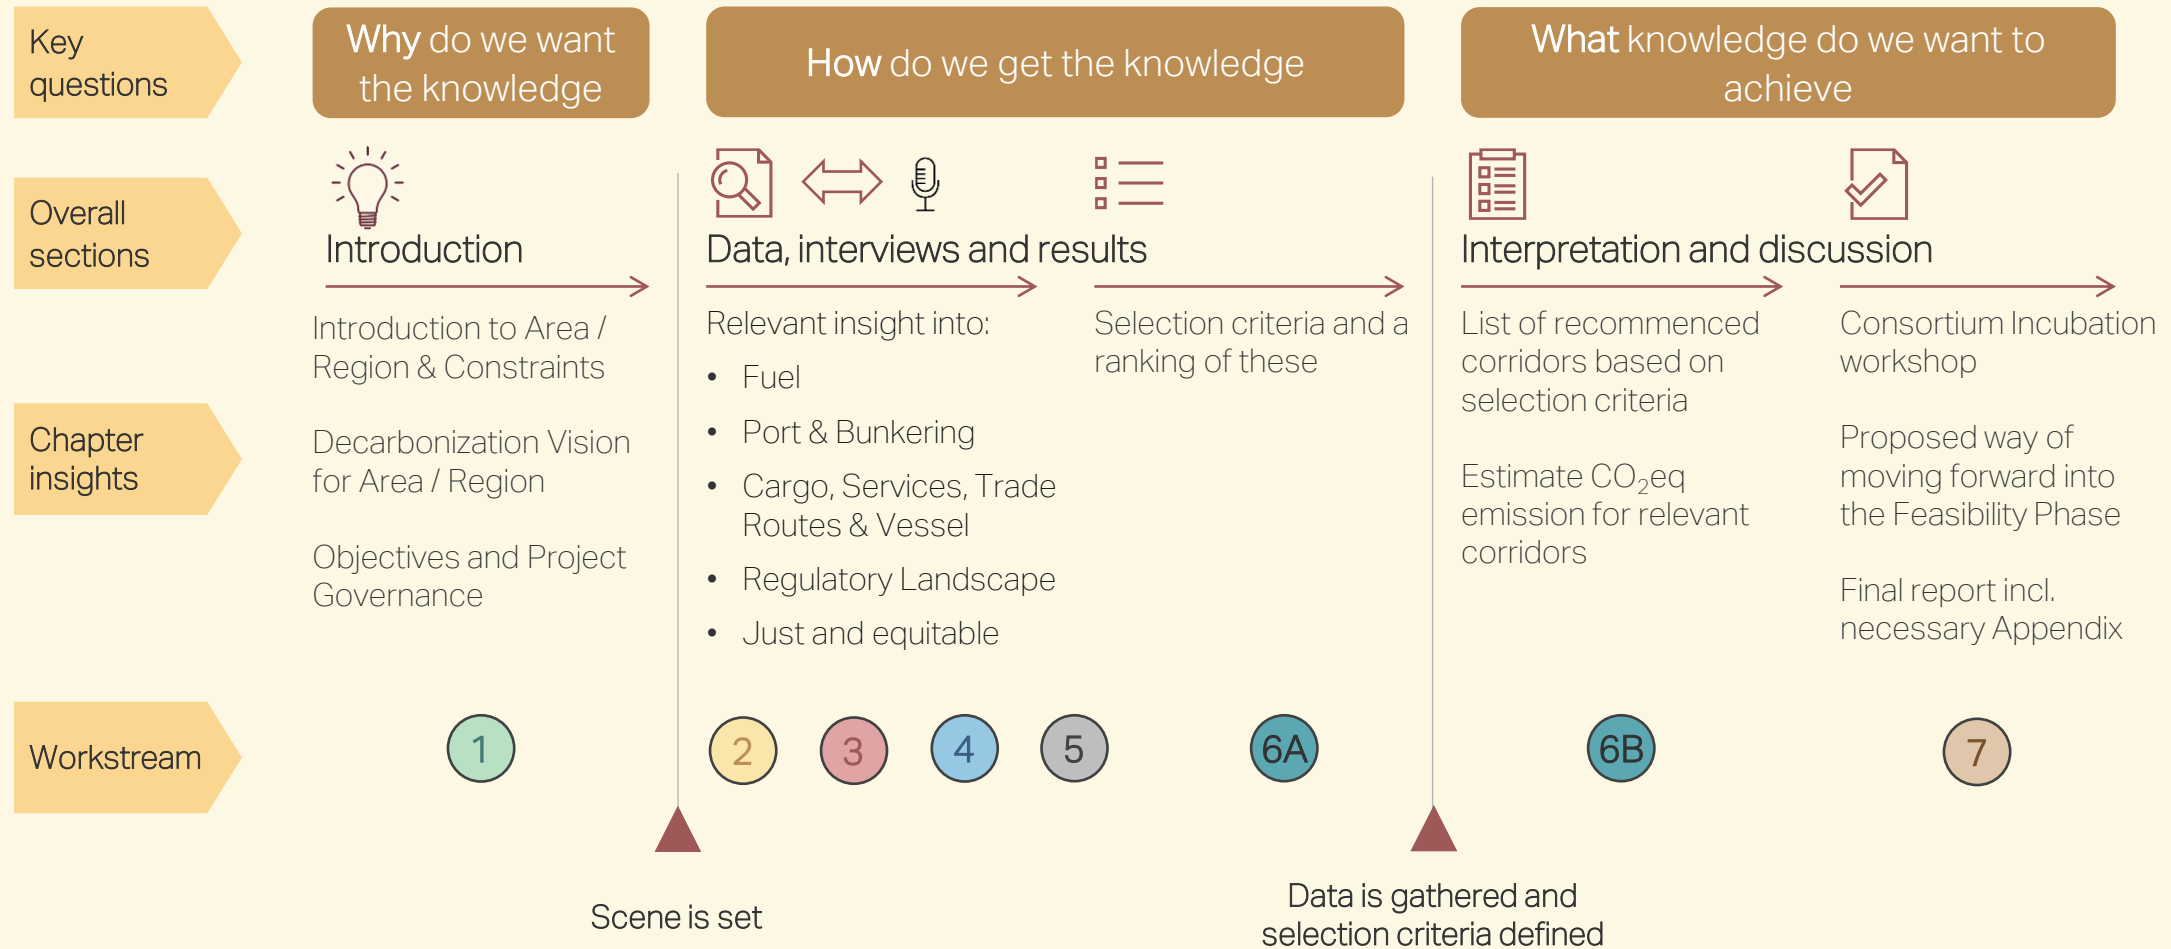 Key
questions
Why do we want
the knowledge
How do we get the knowledge
What knowledge do we want to
achieve
Overall
sections
Introduction
Data, interviews and results
Interpretation and discussion
Chapter
insights
Introduction to Area /
Region & Constraints
Decarbonization Vision
for Area / Region
Objectives and Project
Governance
Relevant insight into:
• Fuel
• Port & Bunkering
• Cargo, Services, Trade
Routes & Vessel
• Regulatory Landscape
• Just and equitable
Selection criteria and a
ranking of these
List of recommenced
corridors based on
selection criteria
Estimate CO₂eq
emission for relevant
corridors
Consortium Incubation
workshop
Proposed way of
moving forward into
the Feasibility Phase
Final report incl.
necessary Appendix
Workstream
1
2
3
4
5
6A
6B
7
Scene is set
Data is gathered and
selection criteria defined